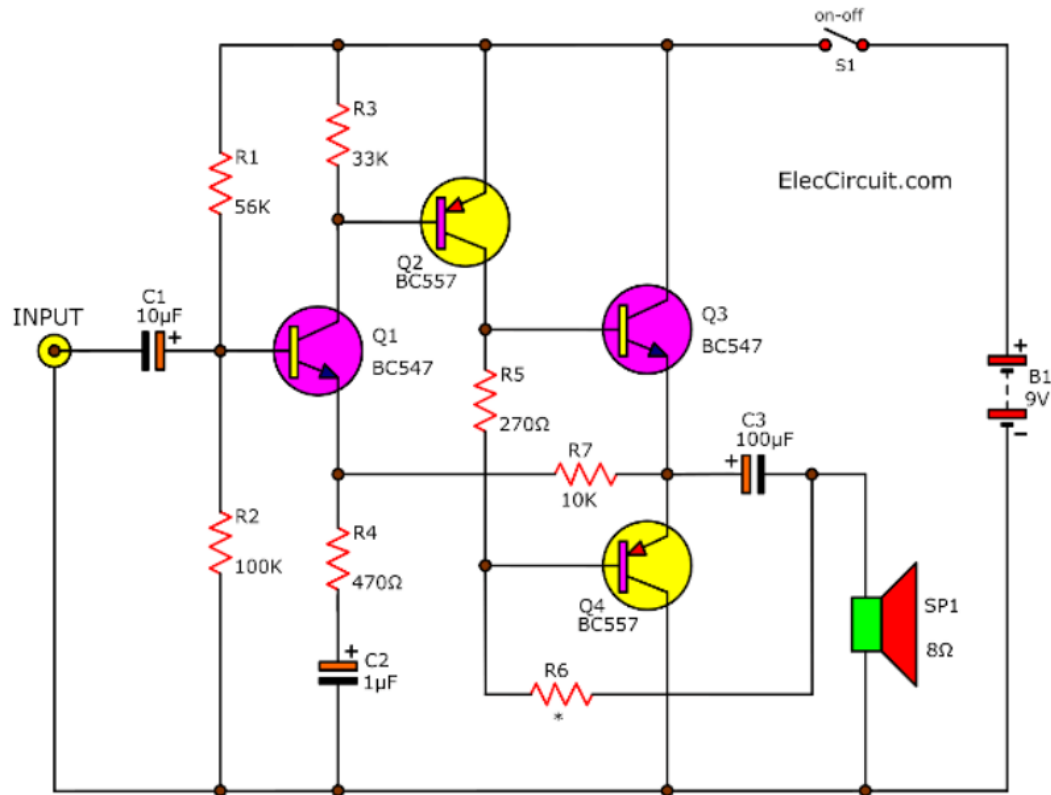 on-off
S1
R3
33K
R1
56K
ElecCircuit.com
Q2
BC557
C1
10µF
+
INPUT
Q1
BC547
Q3
BC547
+
B1
9V
-
R5
270Ω
C3
100µF
+
R7
10K
R2
100K
R4
470Ω
Q4
BC557
SP1
8Ω
+
C2
1µF
R6
*